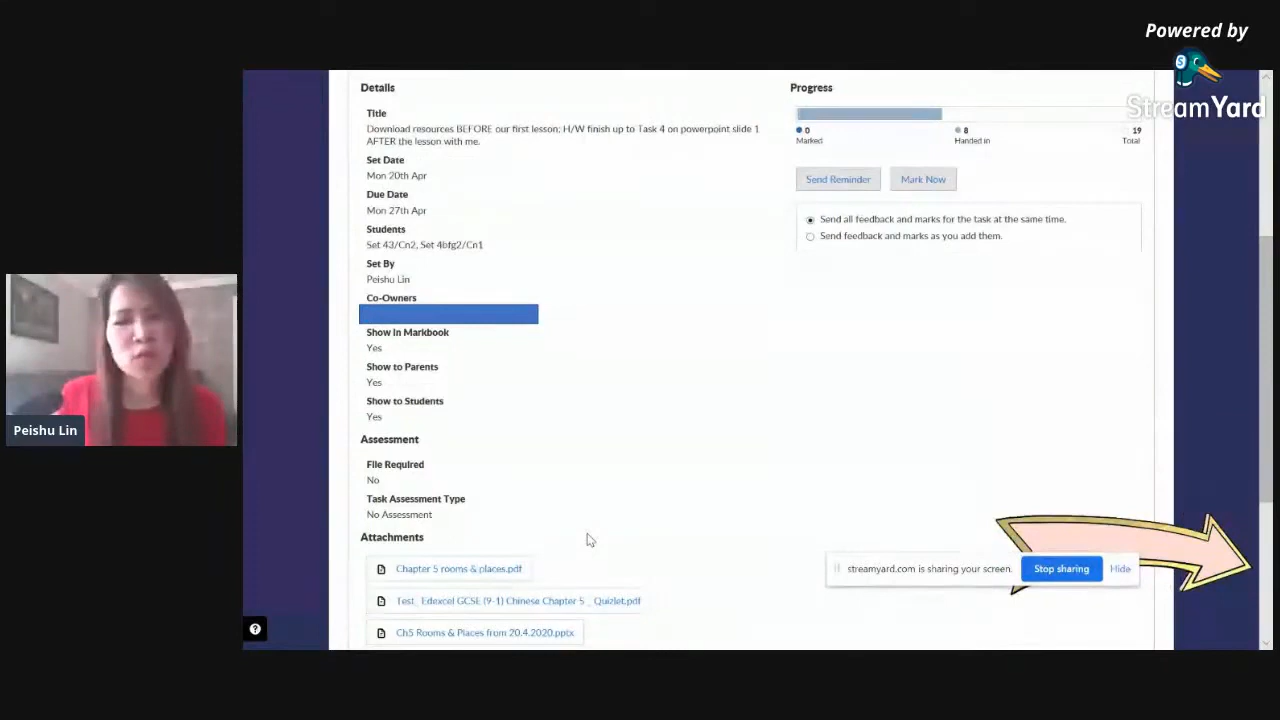 Powered by
StreamYard
Details
Title
Download resources BEFORE our first lesson; H/W finish up to Task 4 on powerpoint slide 1
AFTER the lesson with me.
Set Date
Mon 20th Apr
Due Date
Mon 27th Apr
Students
Set 43/Cn2, Set 4bfg2/Cn1
Set By
Peishu Lin
Co-Owners
Show In Markbook
Yes
Show to Parents
Yes
Show to Students
Yes
Assessment
File Required
No
Task Assessment Type
No Assessment
Attachments
Chapter 5 rooms & places.pdf
Test_ Edexcel GCSE (9-1) Chinese Chapter 5 _ Quizlet.pdf
Ch5 Rooms & Places from 20.4.2020.pptx
Progress
0 8 19
Marked Handed in Total
Send Reminder Mark Now
Send all feedback and marks for the task at the same time.
Send feedback and marks as you add them.
streamyard.com is sharing your screen. Stop sharing Hide
Peishu Lin